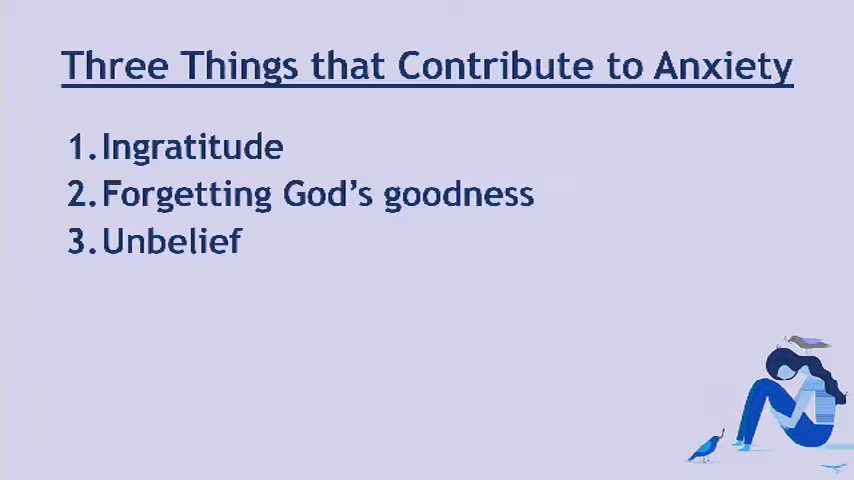 Three Things that Contribute to Anxiety
1. Ingratitude
2. Forgetting God's goodness
3. Unbelief